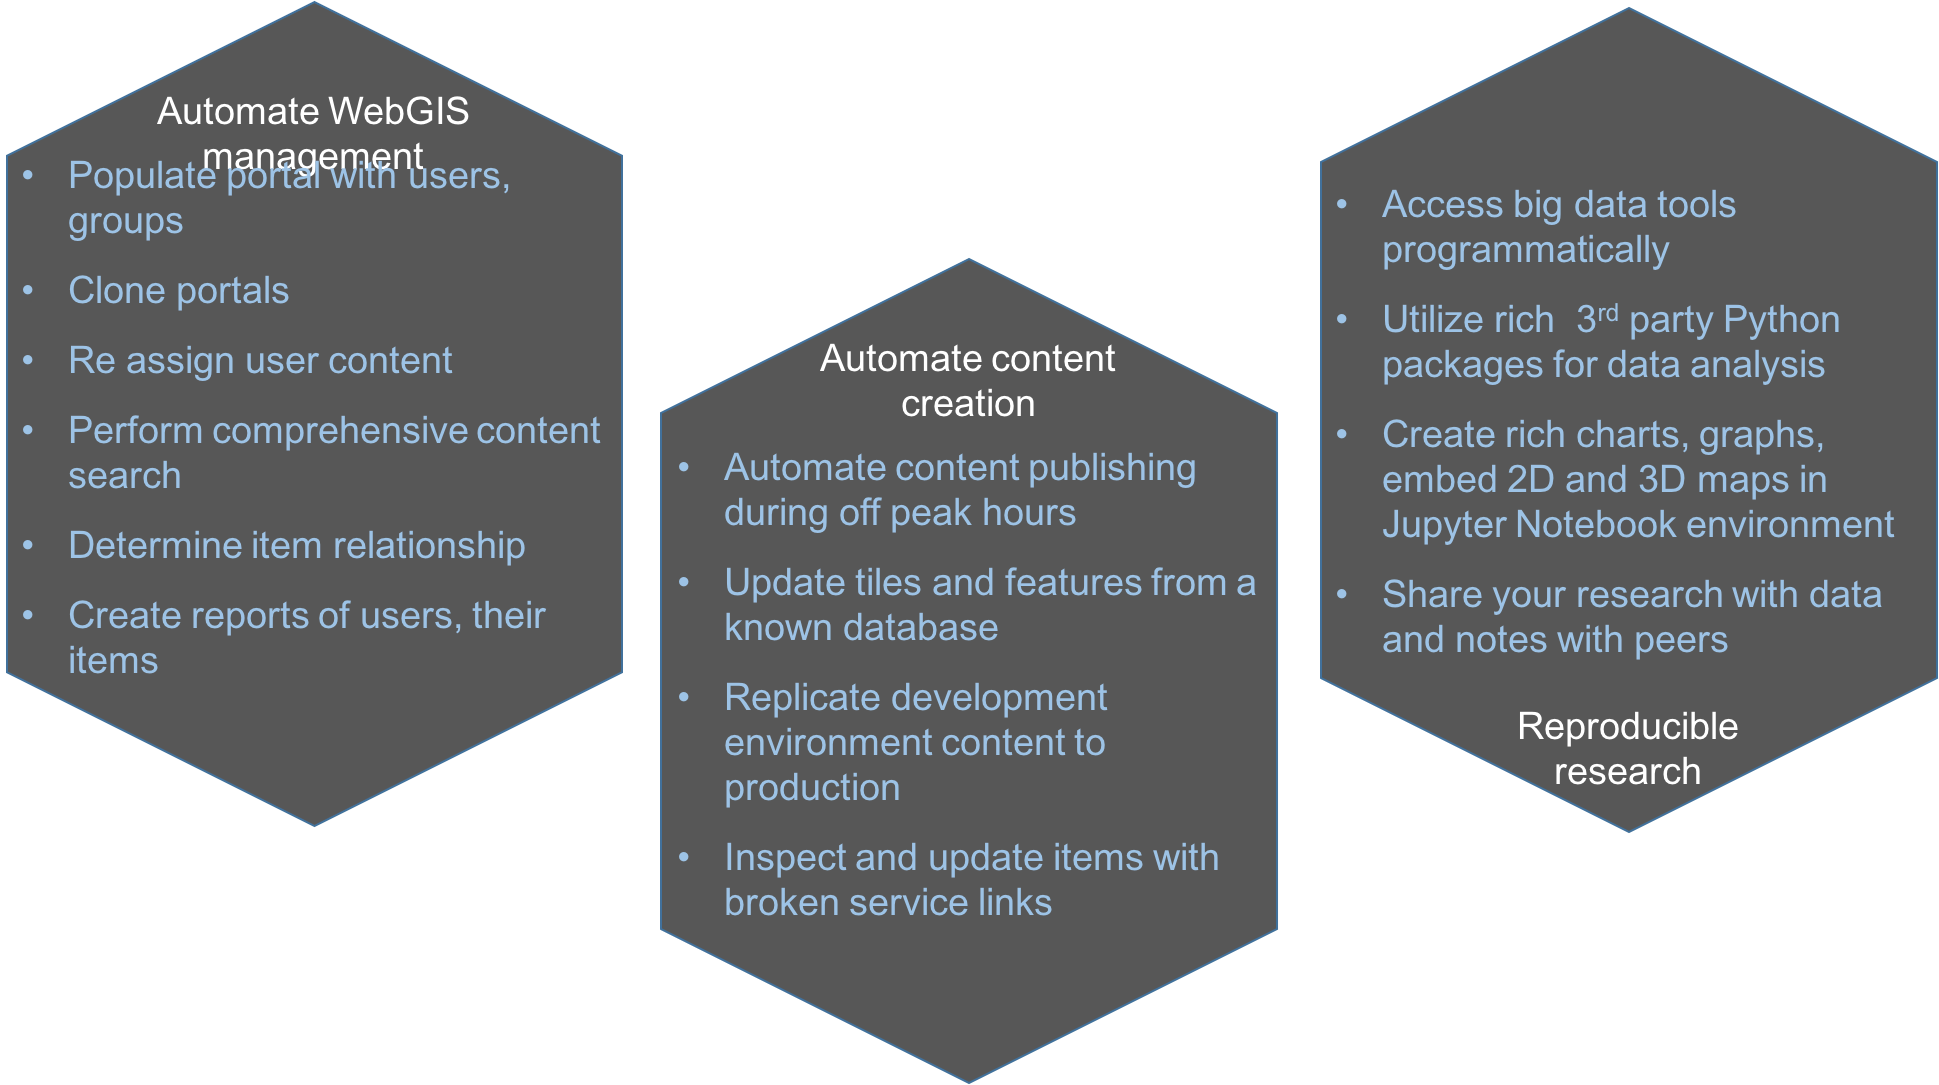 Automate WebGIS
management
• Populate portal with users,
groups
• Clone portals
• Re assign user content
• Perform comprehensive content
search
• Determine item relationship
• Create reports of users, their
items
Automate content
creation
• Automate content publishing
during off peak hours
• Update tiles and features from a
known database
• Replicate development
environment content to
production
• Inspect and update items with
broken service links
• Access big data tools
programmatically
• Utilize rich  3rd party Python
packages for data analysis
• Create rich charts, graphs,
embed 2D and 3D maps in
Jupyter Notebook environment
• Share your research with data
and notes with peers
Reproducible
research